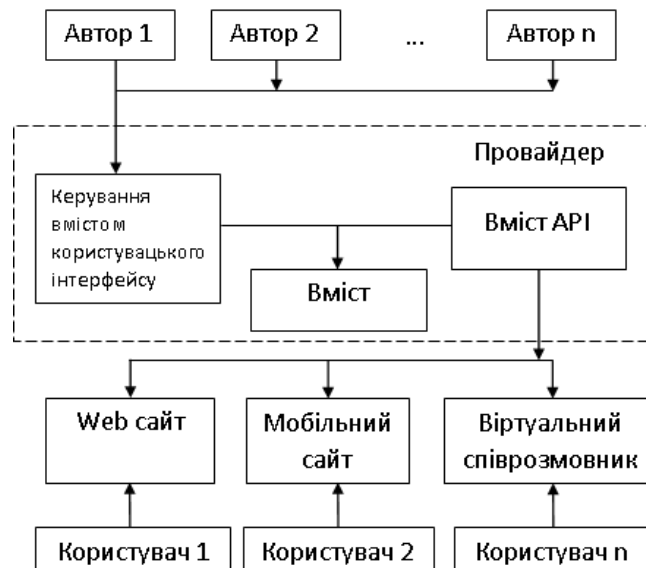 Автор 1
Автор 2
...
Автор n
Провайдер
Керування
вмістом
користувацького
інтерфейсу
Вміст API
Вміст
Web сайт
Мобільний
сайт
Віртуальний
співрозмовник
Користувач 1
Користувач 2
Користувач n